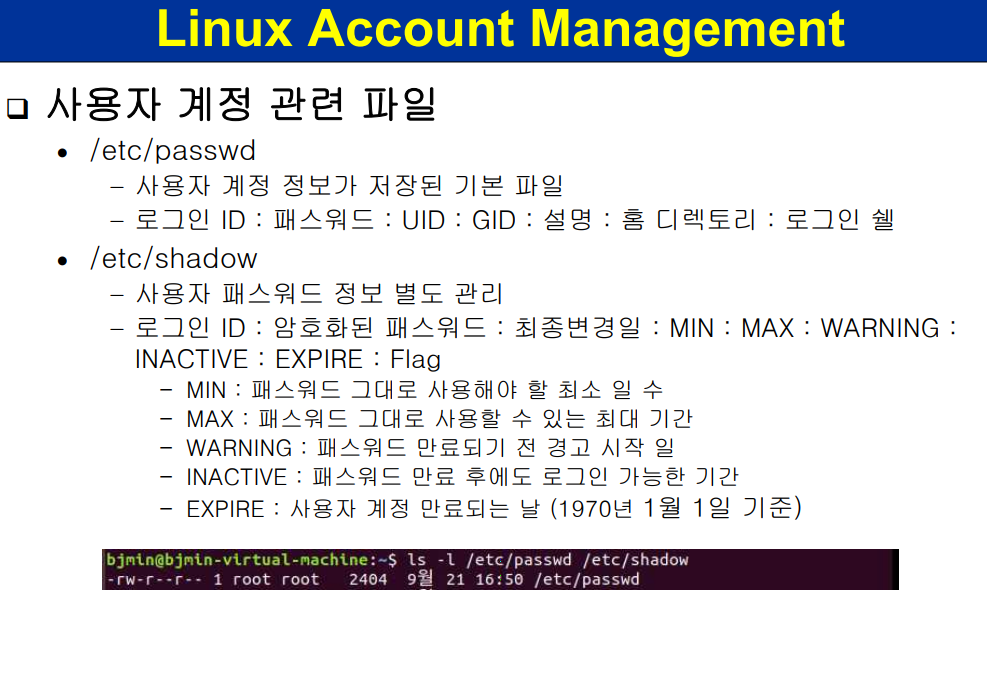 Linux Account Management
❑ 사용자 계정 관련 파일
• /etc/passwd
– 사용자 계정 정보가 저장된 기본 파일
– 로그인 ID : 패스워드 : UID : GID : 설명 : 홈 디렉토리 : 로그인 쉘
• /etc/shadow
– 사용자 패스워드 정보 별도 관리
– 로그인 ID : 암호화된 패스워드 : 최종변경일 : MIN : MAX : WARNING :
INACTIVE : EXPIRE : Flag
– MIN : 패스워드 그대로 사용해야 할 최소 일 수
– MAX : 패스워드 그대로 사용할 수 있는 최대 기간
– WARNING : 패스워드 만료되기 전 경고 시작 일
– INACTIVE : 패스워드 만료 후에도 로그인 가능한 기간
– EXPIRE : 사용자 계정 만료되는 날 (1970년 1월 1일 기준)
bjmin@bjmin-virtual-machine:~$ ls -l /etc/passwd /etc/shadow
-rw-r--r-- 1 root root 2404 9월 21 16:50 /etc/passwd